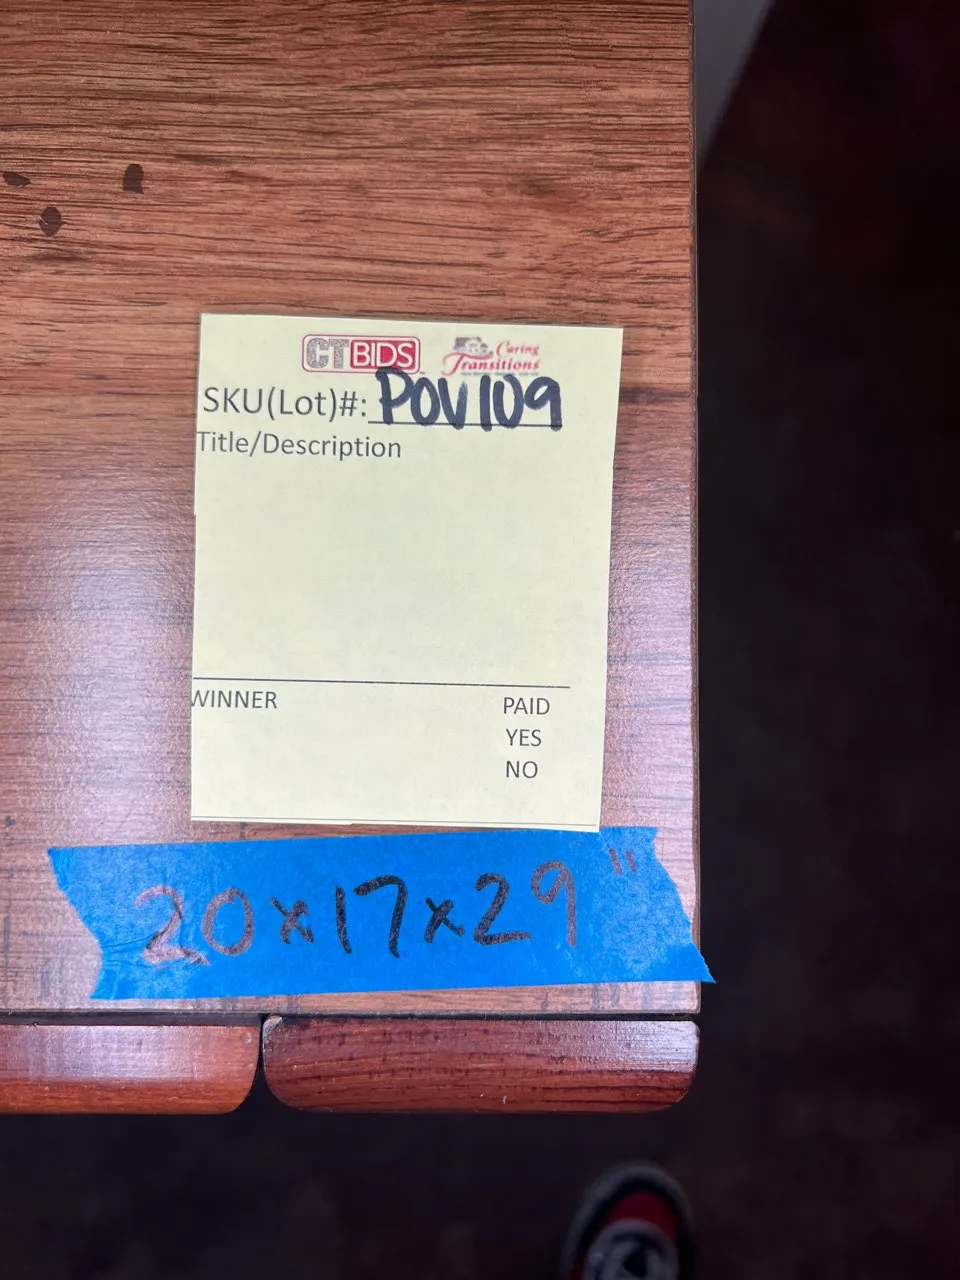 CTBIDS
Caring
Transitions
SKU(Lot)#: POV109
Title/Description
WINNER
PAID
YES
NO
20x17x29"